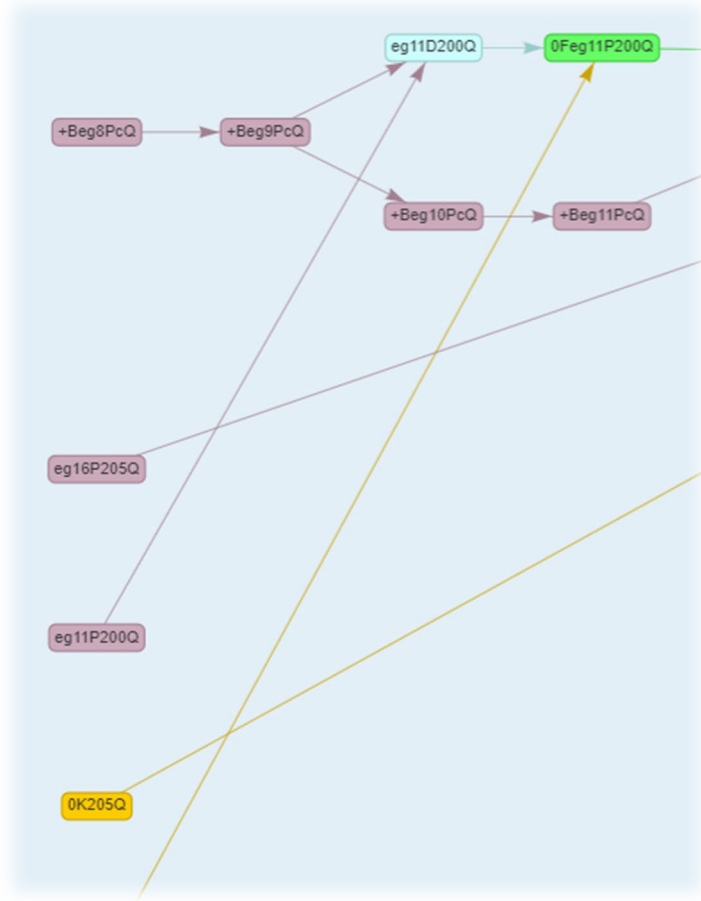 eg11D200Q
0Feg11P200Q
+Beg8PcQ
+Beg9PcQ
+Beg10PcQ
+Beg11PcQ
eg16P205Q
eg11P200Q
0K205Q